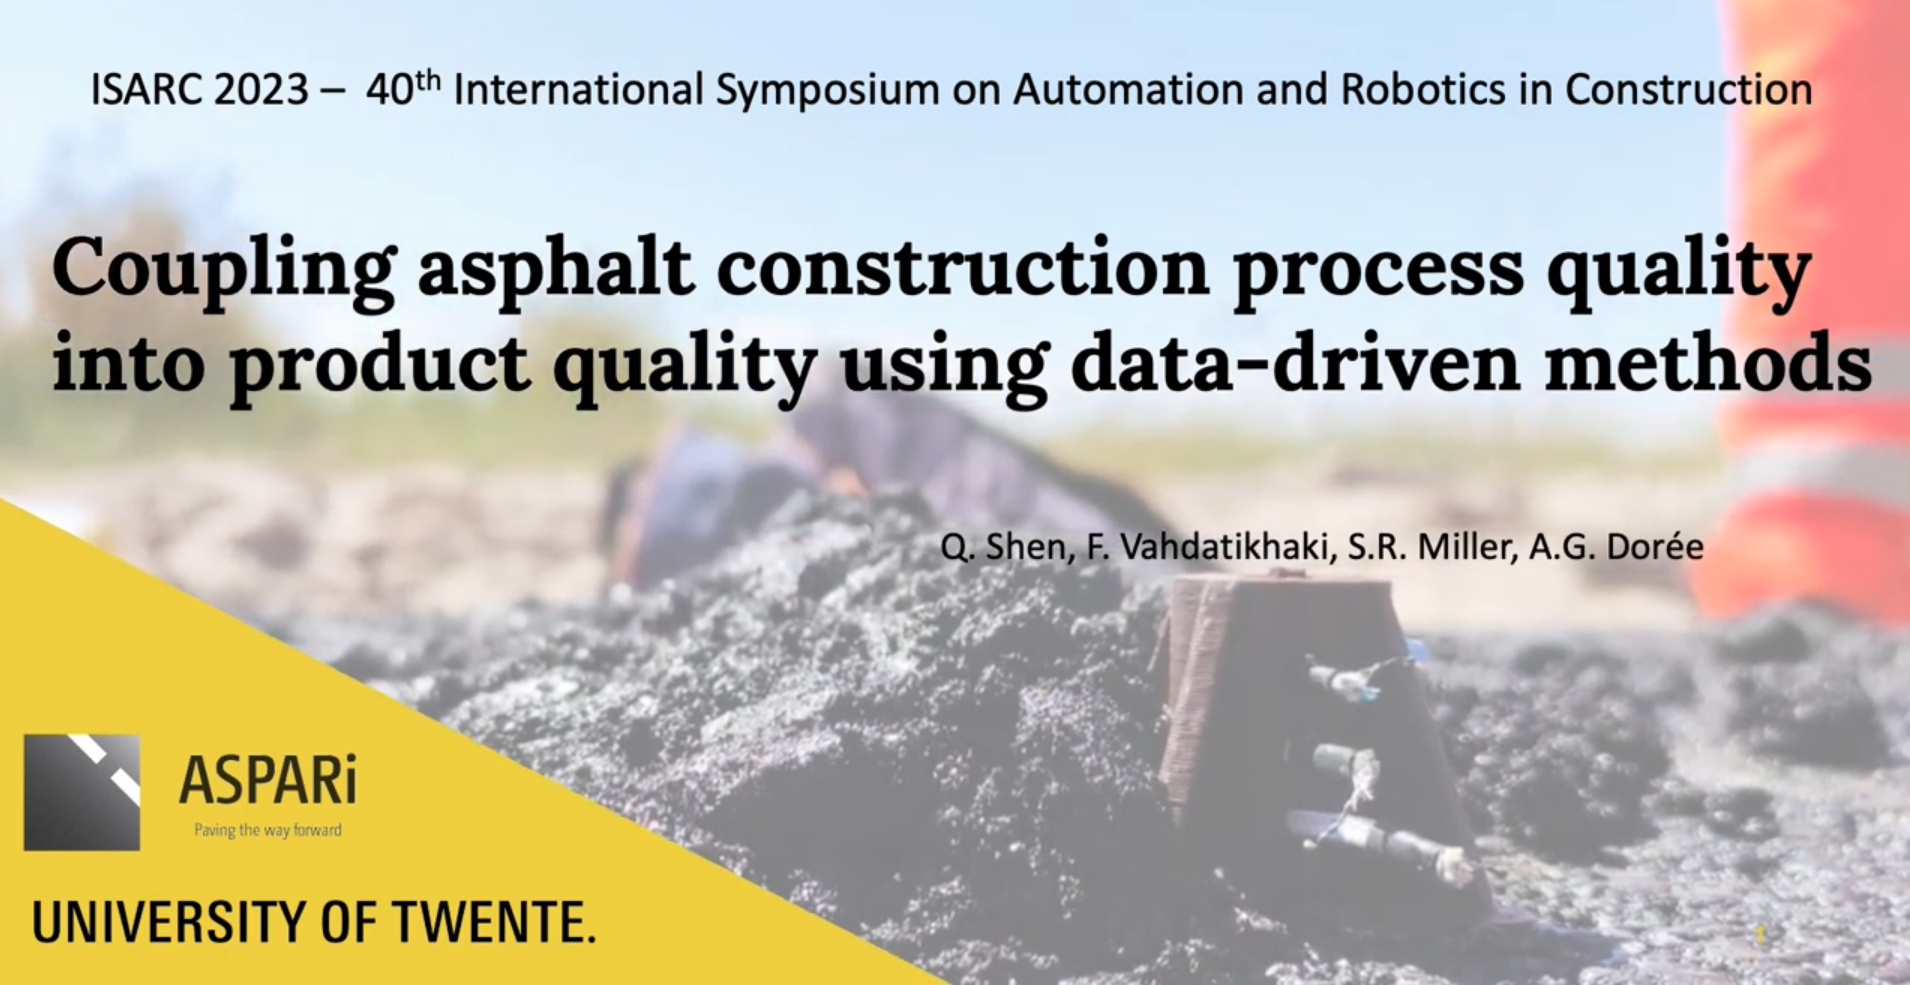 ISARC 2023 – 40th International Symposium on Automation and Robotics in Construction
Coupling asphalt construction process quality
into product quality using data-driven methods
Q. Shen, F. Vahdatikhaki, S.R. Miller, A.G. Dorée
ASPARi
Paving the way forward
UNIVERSITY OF TWENTE.
1